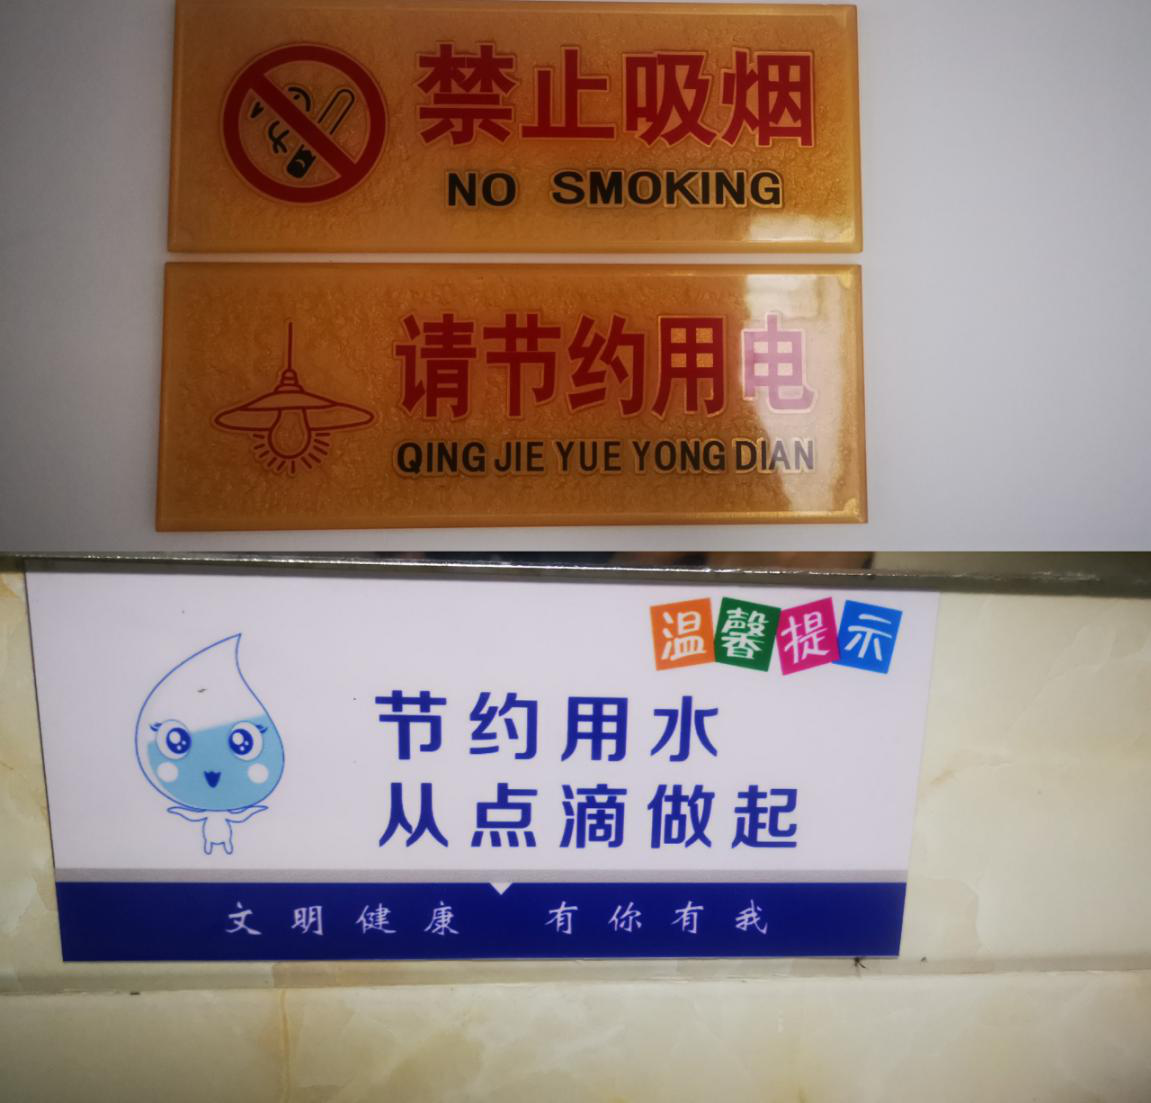 禁止吸烟
NO SMOKING
请节约用电
QING JIE YUE YONG DIAN
温馨提示
节约用水
从点滴做起
文明健康 有你有我